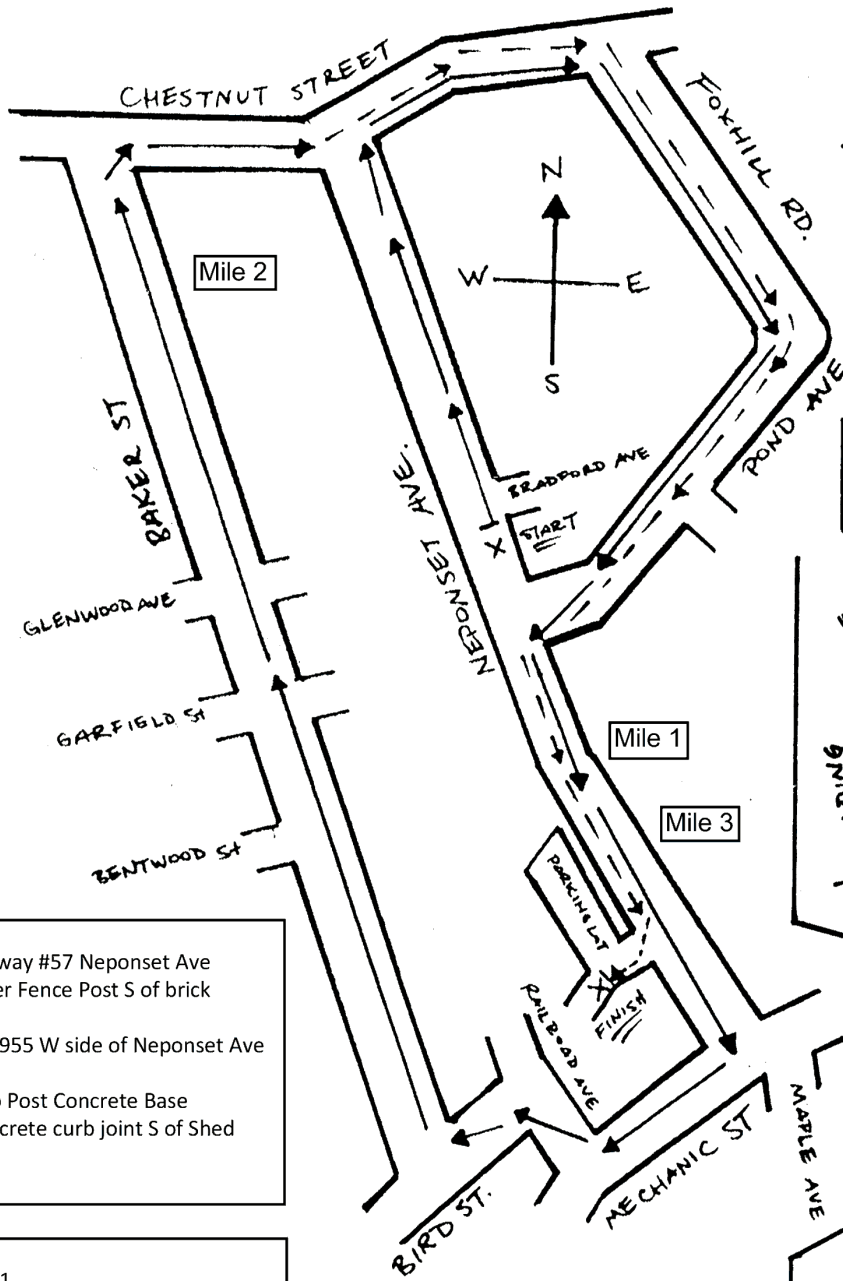 CHESTNUT STREET
FOXHILL RD.
N
W E
S
Mile 2
BAKER ST
NEPONSET AVE.
BRADFORD AVE
POND AVE
START
X
GLENWOOD AVE
GARFIELD St
BENTWOOD St
Mile 1
Mile 3
PARKING LOT
X
FINISH
RAILROAD AVE
MECHANIC ST
MAPLE AVE
BIRD ST.
way #57 Neponset Ave
er Fence Post S of brick
955 W side of Neponset Ave
Post Concrete Base
crete curb joint S of Shed
1